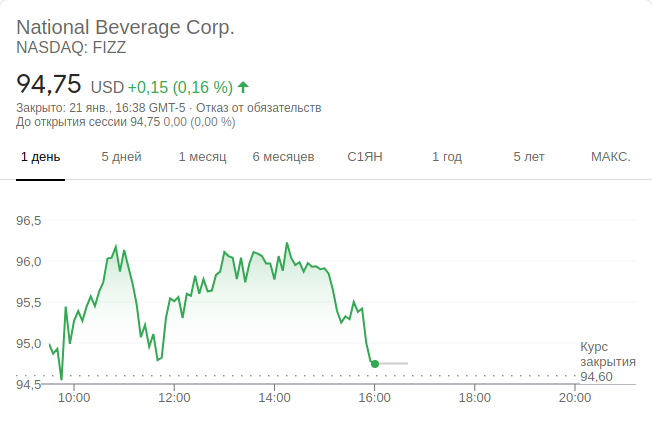 National Beverage Corp.
NASDAQ: FIZZ
94,75 USD +0,15 (0,16 %)
Закрыто: 21 янв., 16:38 GMT-5 · Отказ от обязательств
До открытия сессии 94,75 0,00 (0,00 %)
1 день 5 дней 1 месяц 6 месяцев С1ЯН 1 год 5 лет МАКС.
96,5
96,0
95,5
95,0
Курс
закрытия
94,60
94,5
10:00 12:00 14:00 16:00 18:00 20:00